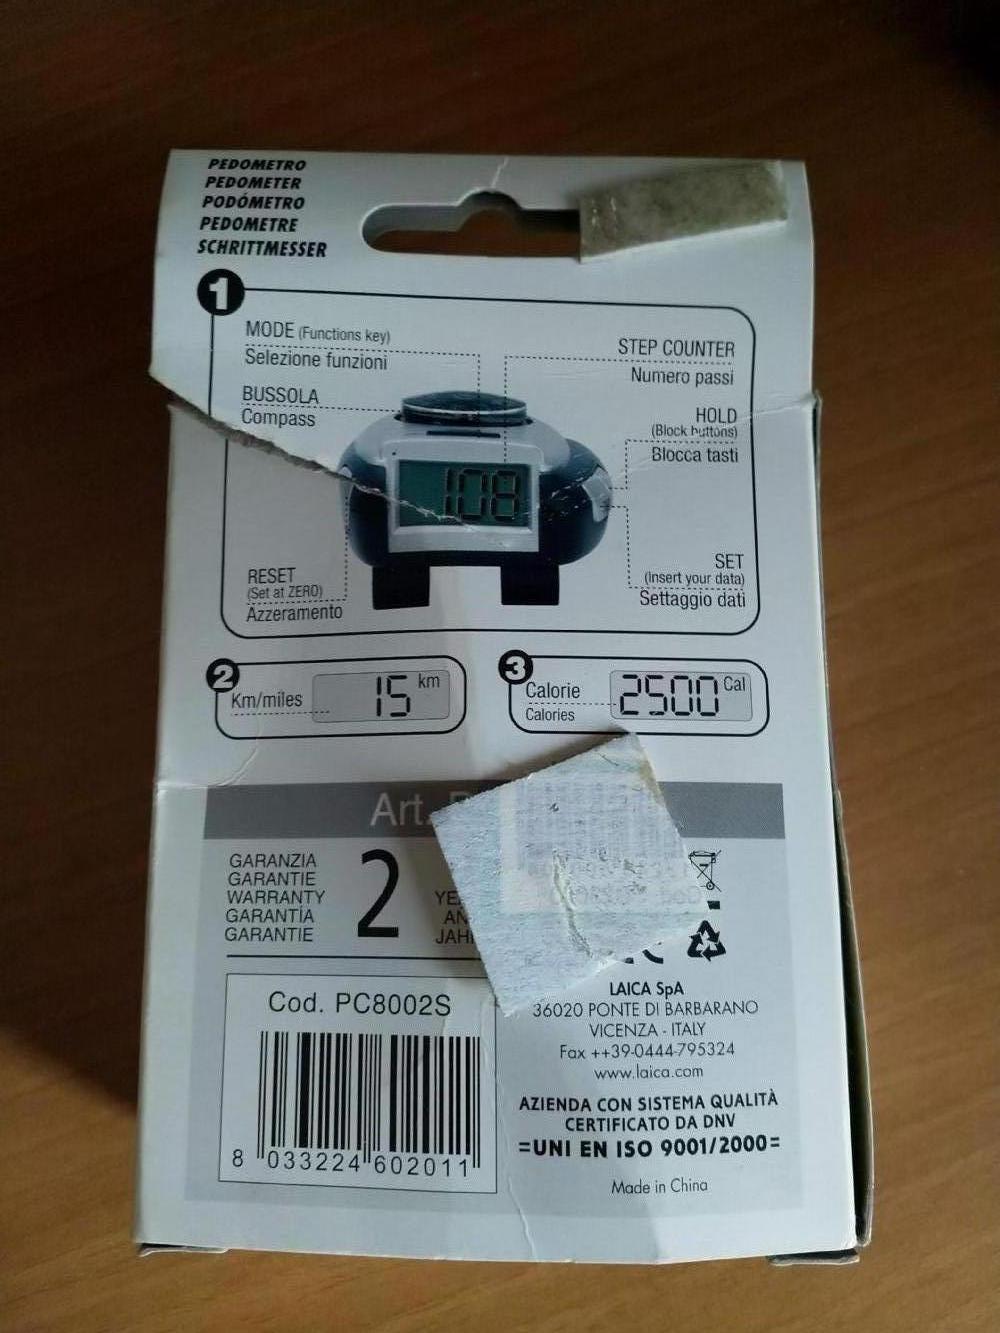 PEDOMETRO
PEDOMETER
PODÓMETRO
PEDOMETRE
SCHRITTMESSER
1
MODE (Functions key)
Selezione funzioni
STEP COUNTER
Numero passi
BUSSOLA
Compass
HOLD
(Block buttons)
Blocca tasti
108
RESET
(Set at ZERO)
Azzeramento
SET
(Insert your data)
Settaggio dati
2
Km/miles
15 km
3
Calorie
Calories
2500 Cal
Art.
GARANZIA
GARANTIE
WARRANTY
GARANTÍA
GARANTIE
2
Cod. PC8002S
8 033224 602011
LAICA SpA
36020 PONTE DI BARBARANO
VICENZA - ITALY
Fax ++39-0444-795324
www.laica.com
AZIENDA CON SISTEMA QUALITÀ
CERTIFICATO DA DNV
=UNI EN ISO 9001/2000=
Made in China